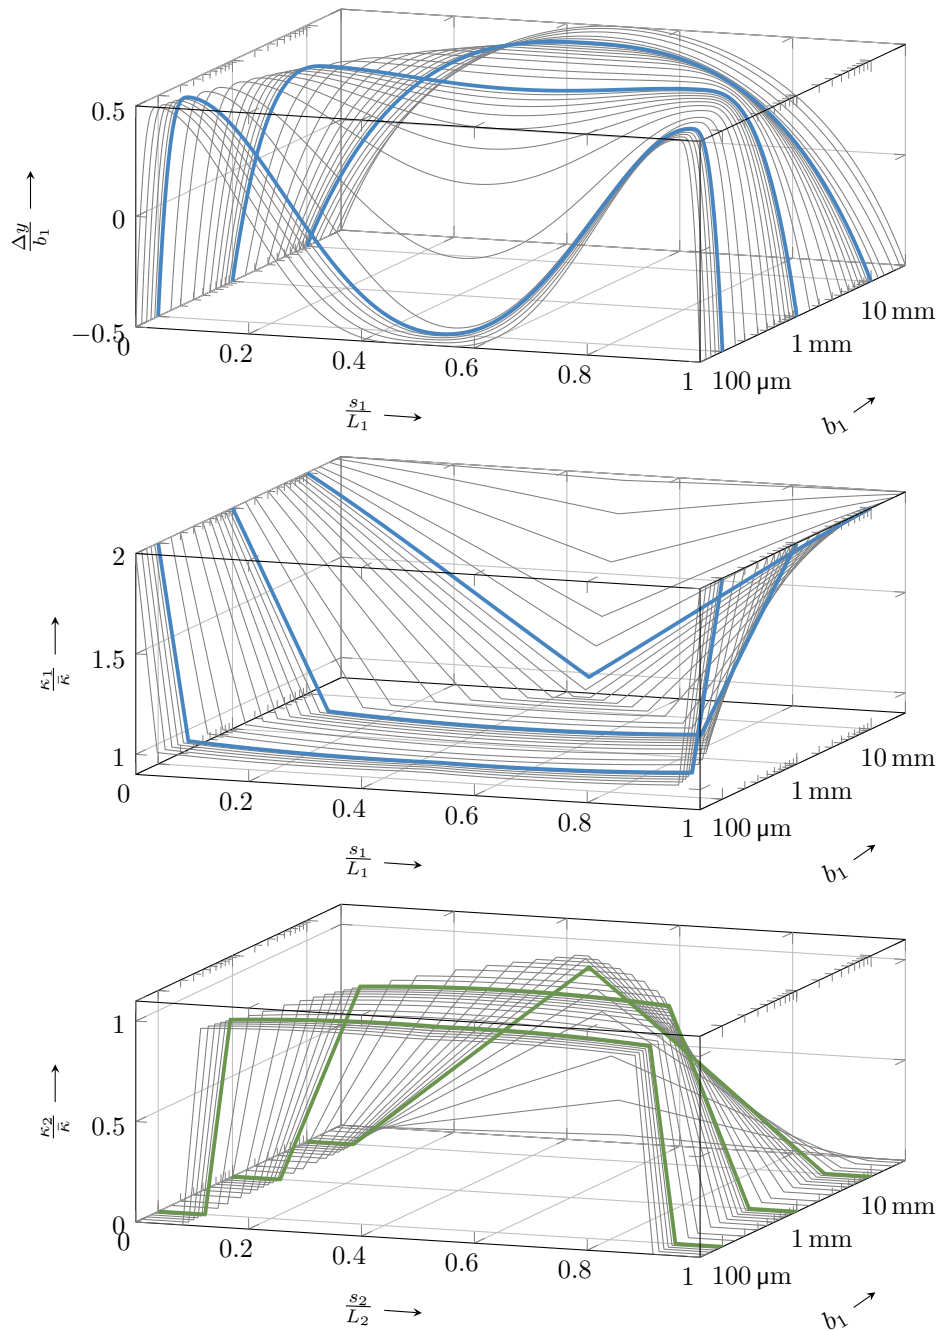 0.5
0
−0.5
Δy/b₁ ⟶
0 0.2 0.4 0.6 0.8 1
100 µm 1 mm 10 mm
s₁/L₁ ⟶
b₁ ⟶
2
1.5
1
κ₁/κ̄ ⟶
0 0.2 0.4 0.6 0.8 1
100 µm 1 mm 10 mm
s₁/L₁ ⟶
b₁ ⟶
1
0.5
0
κ₂/κ̄ ⟶
0 0.2 0.4 0.6 0.8 1
100 µm 1 mm 10 mm
s₂/L₂ ⟶
b₁ ⟶